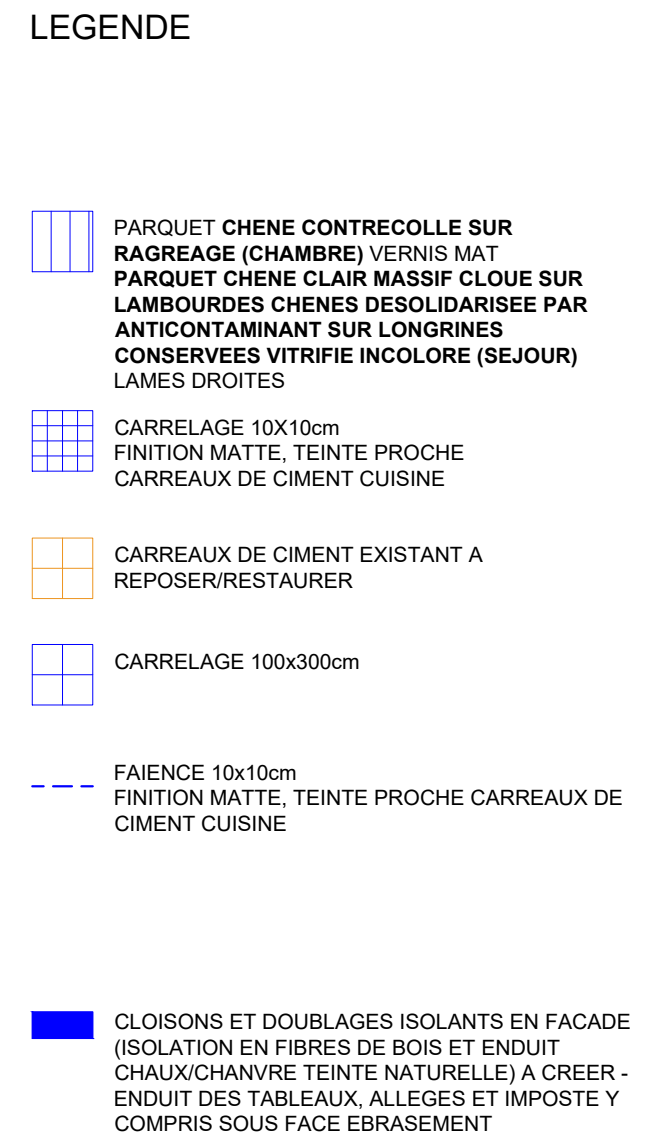 LEGENDE
PARQUET CHENE CONTRECOLLE SUR
RAGREAGE (CHAMBRE) VERNIS MAT
PARQUET CHENE CLAIR MASSIF CLOUE SUR
LAMBOURDES CHENES DESOLIDARISEE PAR
ANTICONTAMINANT SUR LONGRINES
CONSERVEES VITRIFIE INCOLORE (SEJOUR)
LAMES DROITES
CARRELAGE 10X10cm
FINITION MATTE, TEINTE PROCHE
CARREAUX DE CIMENT CUISINE
CARREAUX DE CIMENT EXISTANT A
REPOSER/RESTAURER
CARRELAGE 100x300cm
FAIENCE 10x10cm
FINITION MATTE, TEINTE PROCHE CARREAUX DE
CIMENT CUISINE
CLOISONS ET DOUBLAGES ISOLANTS EN FACADE
(ISOLATION EN FIBRES DE BOIS ET ENDUIT
CHAUX/CHANVRE TEINTE NATURELLE) A CREER -
ENDUIT DES TABLEAUX, ALLEGES ET IMPOSTE Y
COMPRIS SOUS FACE EBRASEMENT